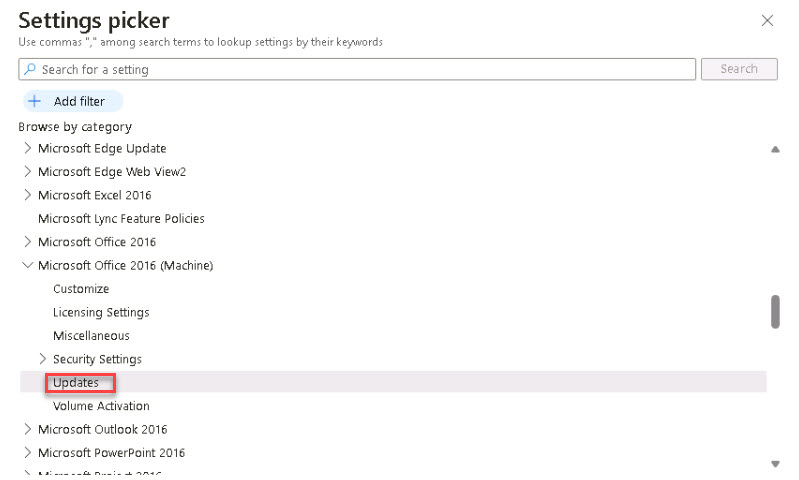 Settings picker
Use commas "," among search terms to lookup settings by their keywords
Search for a setting
Search
Add filter
Browse by category
Microsoft Edge Update
Microsoft Edge Web View2
Microsoft Excel 2016
Microsoft Lync Feature Policies
Microsoft Office 2016
Microsoft Office 2016 (Machine)
Customize
Licensing Settings
Miscellaneous
Security Settings
Updates
Volume Activation
Microsoft Outlook 2016
Microsoft PowerPoint 2016
Microsoft Project 2016